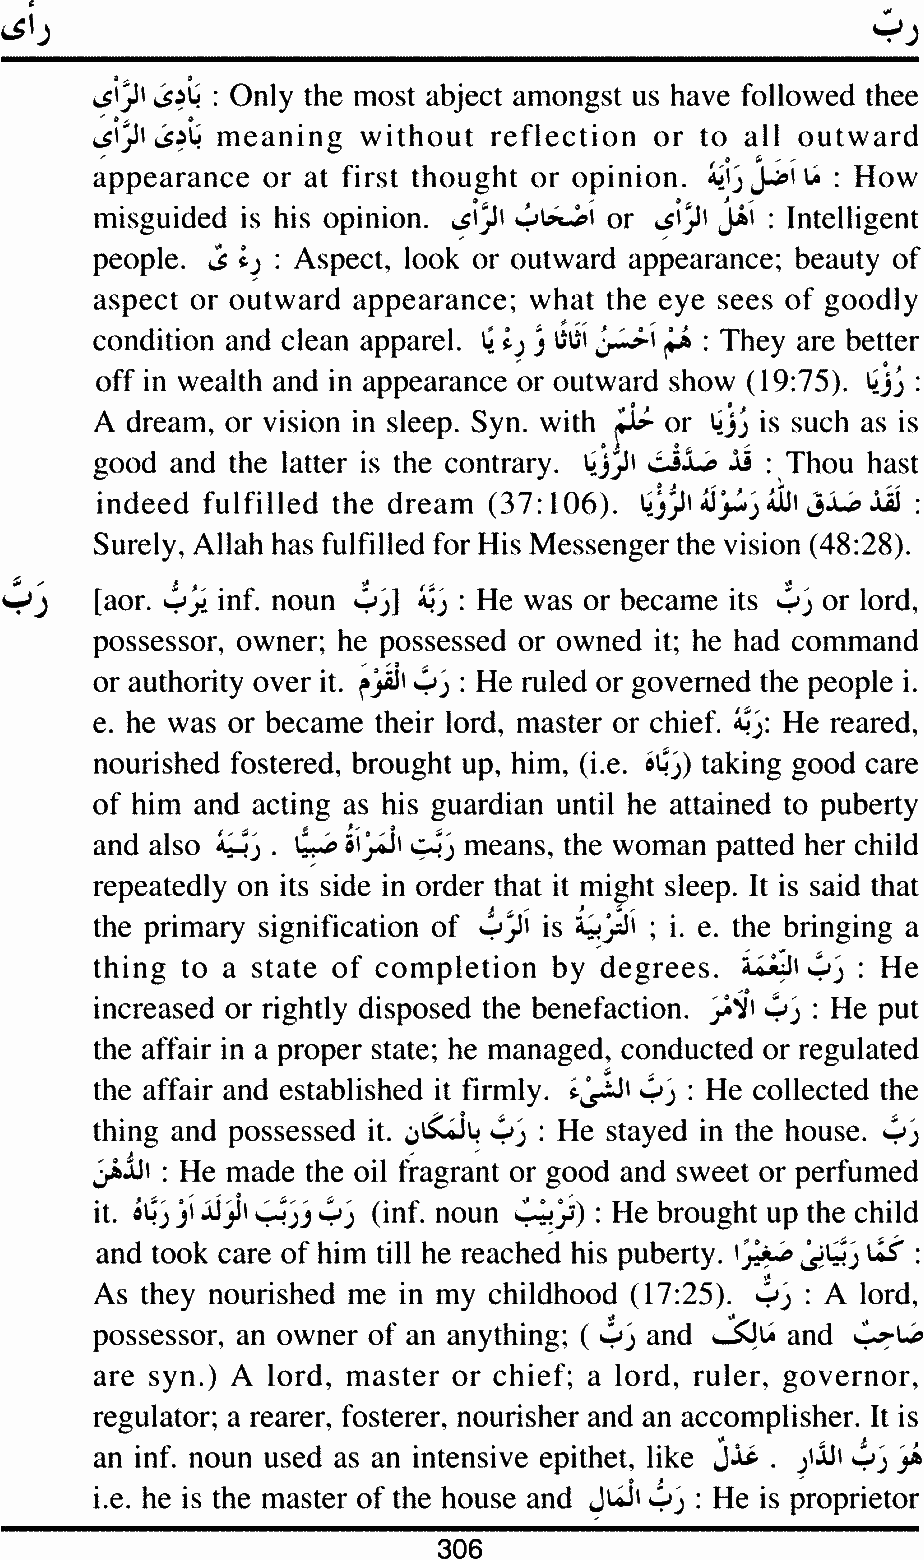 رأى ربّ
بَادِىَ الرَّاْىِ : Only the most abject amongst us have followed thee
بَادِىَ الرَّاْىِ meaning without reflection or to all outward
appearance or at first thought or opinion. مَا اَضَلَّ رَاْيَهٗ : How
misguided is his opinion. اَصْحَابُ الرَّاْىِ or اَهْلُ الرَّاْىِ : Intelligent
people. رِءْ ىٌ : Aspect, look or outward appearance; beauty of
aspect or outward appearance; what the eye sees of goodly
condition and clean apparel. هُمْ اَحْسَنُ اَثَاثًا وَّ رِءْ يًا : They are better
off in wealth and in appearance or outward show (19:75). رُؤْيَا :
A dream, or vision in sleep. Syn. with حُلْمٌ or رُؤْيَا is such as is
good and the latter is the contrary. قَدْ صَدَّقْتَ الرُّؤْيَا : Thou hast
indeed fulfilled the dream (37:106). لَقَدْ صَدَقَ اللّٰهُ رَسُوْلَهُ الرُّؤْيَا :
Surely, Allah has fulfilled for His Messenger the vision (48:28).
رَبَّ [aor. يَرُبُّ inf. noun رَبٌّ] رَبَّهٗ : He was or became its رَبٌّ or lord,
possessor, owner; he possessed or owned it; he had command
or authority over it. رَبَّ الْقَوْمَ : He ruled or governed the people i.
e. he was or became their lord, master or chief. رَبَّهٗ: He reared,
nourished fostered, brought up, him, (i.e. رَبَّاهُ) taking good care
of him and acting as his guardian until he attained to puberty
and also رَبَّبَهٗ . رَبَّتِ الْمَرْاَةُ صَبِيًّا means, the woman patted her child
repeatedly on its side in order that it might sleep. It is said that
the primary signification of اَلرَّبُّ is اَلتَّرْبِيَةُ ; i. e. the bringing a
thing to a state of completion by degrees. رَبَّ النِّعْمَةَ : He
increased or rightly disposed the benefaction. رَبَّ الْاَمْرَ : He put
the affair in a proper state; he managed, conducted or regulated
the affair and established it firmly. رَبَّ الشَّىْءَ : He collected the
thing and possessed it. رَبَّ بِالْمَكَانِ : He stayed in the house. رَبَّ
الدُّهْنَ : He made the oil fragrant or good and sweet or perfumed
it. رَبَّ وَرَبَّبَ الْوَلَدَ اَوْ رَبَّاهُ (inf. noun تَرْبِيْبٌ) : He brought up the child
and took care of him till he reached his puberty. كَمَا رَبَّيَانِىْ صَغِيْرًا :
As they nourished me in my childhood (17:25). رَبٌّ : A lord,
possessor, an owner of an anything; ( رَبٌّ and مَالِكٌ and صَاحِبٌ
are syn.) A lord, master or chief; a lord, ruler, governor,
regulator; a rearer, fosterer, nourisher and an accomplisher. It is
an inf. noun used as an intensive epithet, like عَدْلٌ . هُوَ رَبُّ الدَّارِ
i.e. he is the master of the house and رَبُّ الْمَالِ : He is proprietor
306